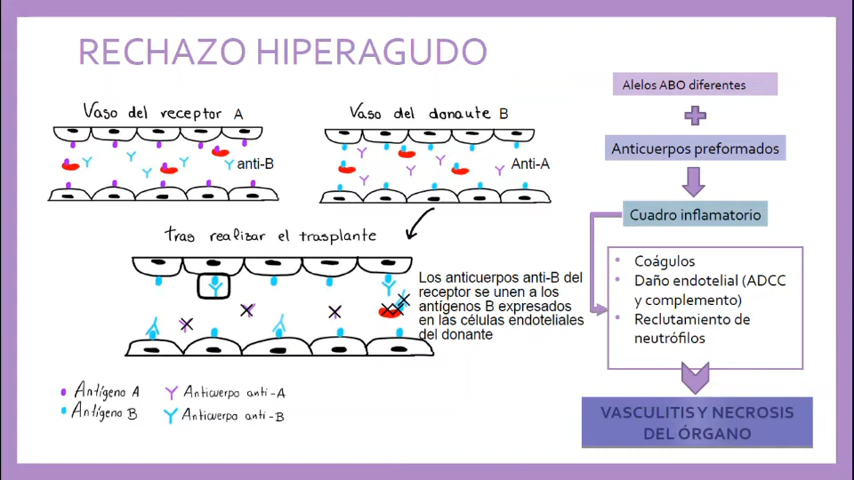 RECHAZO HIPERAGUDO
Vaso del receptor A
anti-B
Vaso del donante B
Anti-A
tras realizar el trasplante
Los anticuerpos anti-B del
receptor se unen a los
antígenos B expresados
en las células endoteliales
del donante
Antígeno A
Anticuerpo anti-A
Antígeno B
Anticuerpo anti-B
Alelos ABO diferentes
Anticuerpos preformados
Cuadro inflamatorio
• Coágulos
• Daño endotelial (ADCC
y complemento)
• Reclutamiento de
neutrófilos
VASCULITIS Y NECROSIS
DEL ÓRGANO